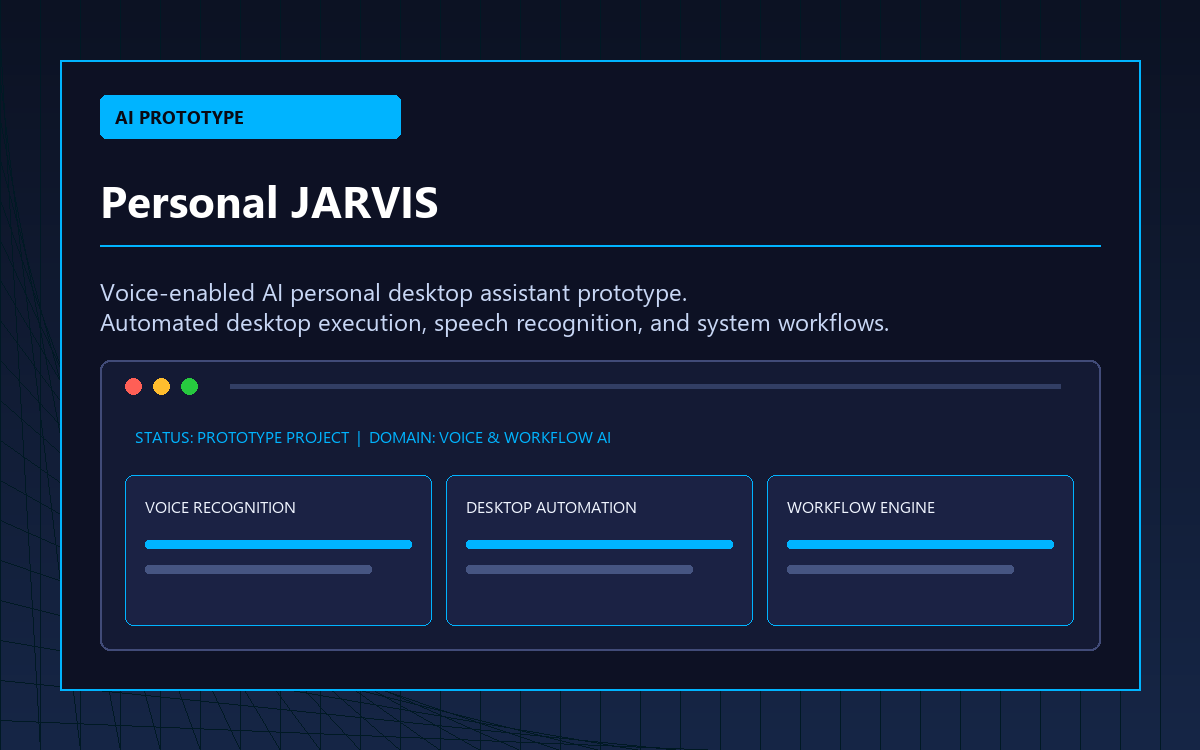 AI PROTOTYPE
Personal JARVIS
Voice-enabled AI personal desktop assistant prototype.
Automated desktop execution, speech recognition, and system workflows.
STATUS: PROTOTYPE PROJECT | DOMAIN: VOICE & WORKFLOW AI
VOICE RECOGNITION
DESKTOP AUTOMATION
WORKFLOW ENGINE